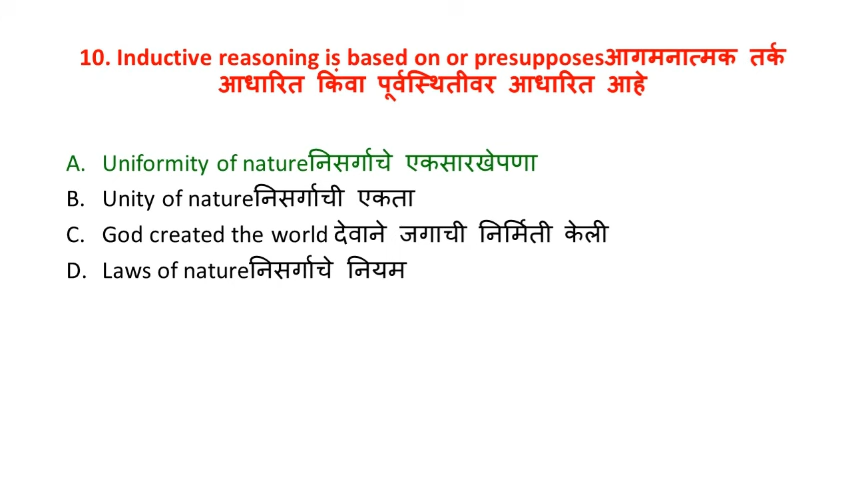 10. Inductive reasoning is based on or presupposesआगमनात्मक तर्क
आधारित किंवा पूर्वस्थितीवर आधारित आहे
A. Uniformity of natureनिसर्गाचे एकसारखेपणा
B. Unity of natureनिसर्गाची एकता
C. God created the world देवाने जगाची निर्मिती केली
D. Laws of natureनिसर्गाचे नियम